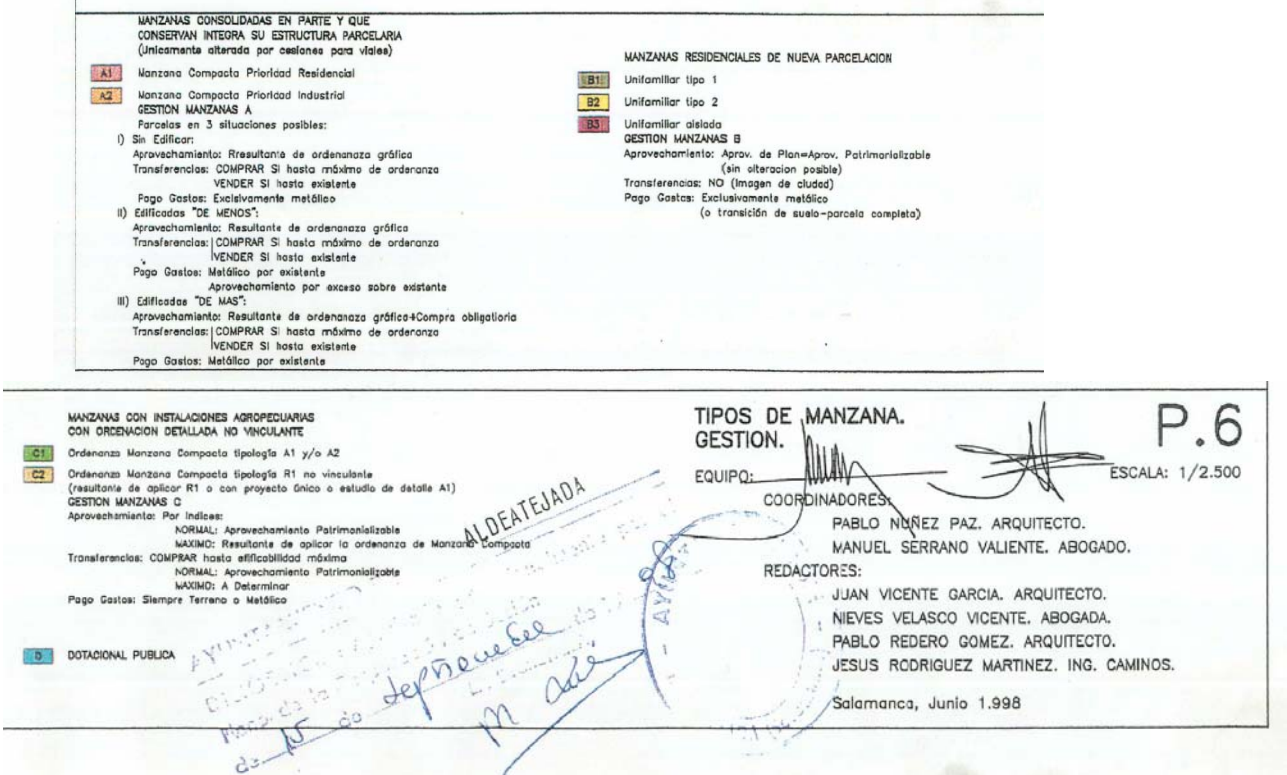 MANZANAS CONSOLIDADAS EN PARTE Y QUE
CONSERVAN INTEGRA SU ESTRUCTURA PARCELARIA
(Unicamente alterada por cesiones para viales)
A1 Manzana Compacta Prioridad Residencial
A2 Manzana Compacta Prioridad Industrial
GESTION MANZANAS A
Parcelas en 3 situaciones posibles:
I) Sin Edificar:
Aprovechamiento: Rresultante de ordenanaza gráfica
Transferencias: COMPRAR SI hasta máximo de ordenanza
VENDER SI hasta existente
Pago Gastos: Exclsivamente metálico
II) Edificadas "DE MENOS":
Aprovechamiento: Resultante de ordenanaza gráfica
Transferencias: COMPRAR SI hasta máximo de ordenanza
VENDER SI hasta existente
Pago Gastos: Metálico por existente
Aprovechamiento por exceso sobre existente
III) Edificadas "DE MAS":
Aprovechamiento: Resultante de ordenanaza gráfica+Compra obligatioria
Transferencias: COMPRAR SI hasta máximo de ordenanza
VENDER SI hasta existente
Pago Gastos: Metálico por existente
MANZANAS RESIDENCIALES DE NUEVA PARCELACION
B1 Unifamiliar tipo 1
B2 Unifamiliar tipo 2
B3 Unifamiliar aislada
GESTION MANZANAS B
Aprovechamiento: Aprov. de Plan=Aprov. Patrimonializable
(sin alteracion posible)
Transferencias: NO (Imagen de ciudad)
Pago Gastos: Exclusivamente metálico
(o transición de suelo-parcela completa)
MANZANAS CON INSTALACIONES AGROPECUARIAS
CON ORDENACION DETALLADA NO VINCULANTE
C1 Ordenanza Manzana Compacta tipología A1 y/o A2
C2 Ordenanza Manzana Compacta tipología R1 no vinculante
(resultante de aplicar R1 o con proyecto único o estudio de detalle A1)
GESTION MANZANAS C
Aprovechamiento: Por Indices:
NORMAL: Aprovechamiento Patrimonializable
MAXIMO: Resultante de aplicar la ordenanza de Manzana Compacta
Transferencias: COMPRAR hasta eñificabilidad máxima
NORMAL: Aprovechamiento Patrimonializable
MAXIMO: A Determinar
Pago Gastos: Siempre Terreno o Metálico
D DOTACIONAL PUBLICA
ALDEATEJADA
septiembre
TIPOS DE MANZANA.
GESTION.
P.6
EQUIPO:
ESCALA: 1/2.500
COORDINADORES:
PABLO NUÑEZ PAZ. ARQUITECTO.
MANUEL SERRANO VALIENTE. ABOGADO.
REDACTORES:
JUAN VICENTE GARCIA. ARQUITECTO.
NIEVES VELASCO VICENTE. ABOGADA.
PABLO REDERO GOMEZ. ARQUITECTO.
JESUS RODRIGUEZ MARTINEZ. ING. CAMINOS.
Salamanca, Junio 1.998